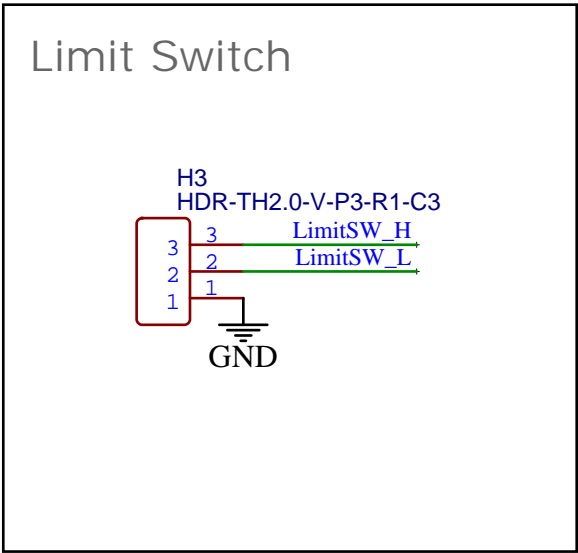 Limit Switch
H3
HDR-TH2.0-V-P3-R1-C3
3 3 LimitSW_H
2 2 LimitSW_L
1 1
GND